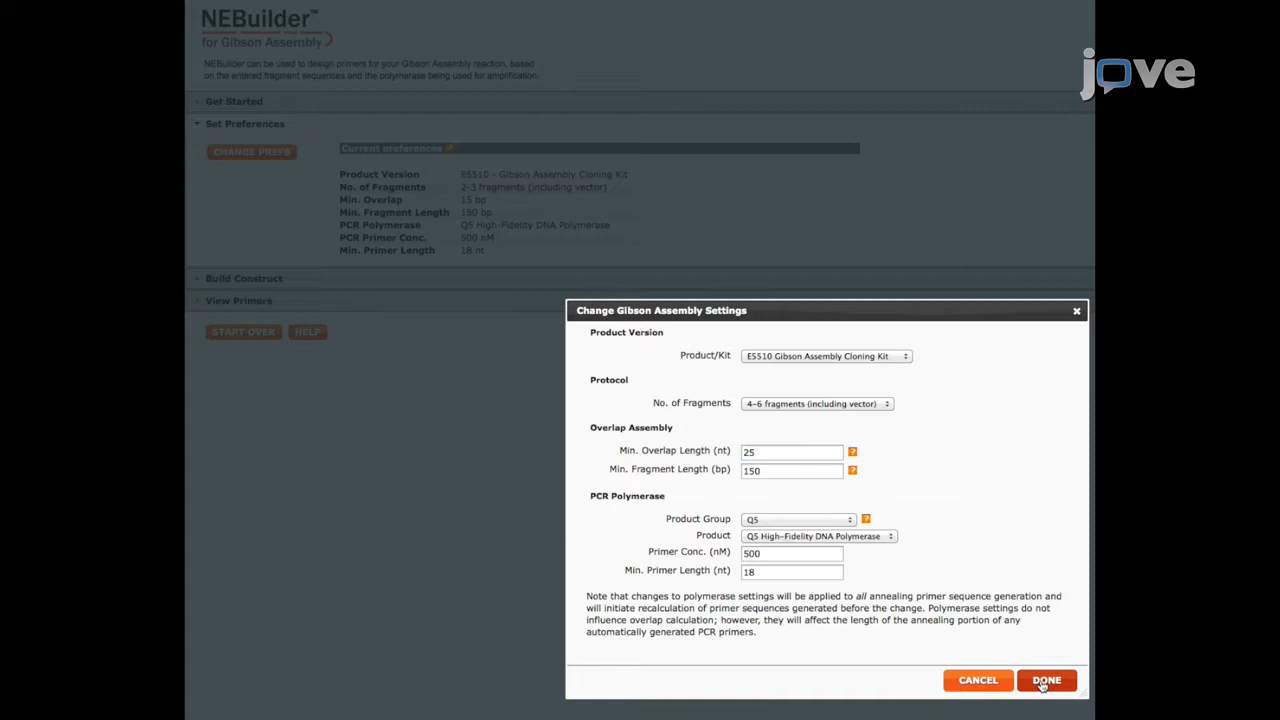 NEBuilder™
for Gibson Assembly
jove
NEBuilder can be used to design primers for your Gibson Assembly reaction, based
on the entered fragment sequences and the polymerase being used for amplification.
Get Started
Set Preferences
CHANGE PREFS
Current preferences ?
Product Version E5510 - Gibson Assembly Cloning Kit
No. of Fragments 2-3 fragments (including vector)
Min. Overlap 15 bp
Min. Fragment Length 150 bp
PCR Polymerase Q5 High-Fidelity DNA Polymerase
PCR Primer Conc. 500 nM
Min. Primer Length 18 nt
Build Construct
View Primers
START OVER HELP
Change Gibson Assembly Settings
Product Version
Product/Kit E5510 Gibson Assembly Cloning Kit
Protocol
No. of Fragments 4-6 fragments (including vector)
Overlap Assembly
Min. Overlap Length (nt) 25 ?
Min. Fragment Length (bp) 150 ?
PCR Polymerase
Product Group Q5 ?
Product Q5 High-Fidelity DNA Polymerase
Primer Conc. (nM) 500
Min. Primer Length (nt) 18
Note that changes to polymerase settings will be applied to all annealing primer sequence generation and
will initiate recalculation of primer sequences generated before the change. Polymerase settings do not
influence overlap calculation; however, they will affect the length of the annealing portion of any
automatically generated PCR primers.
CANCEL DONE